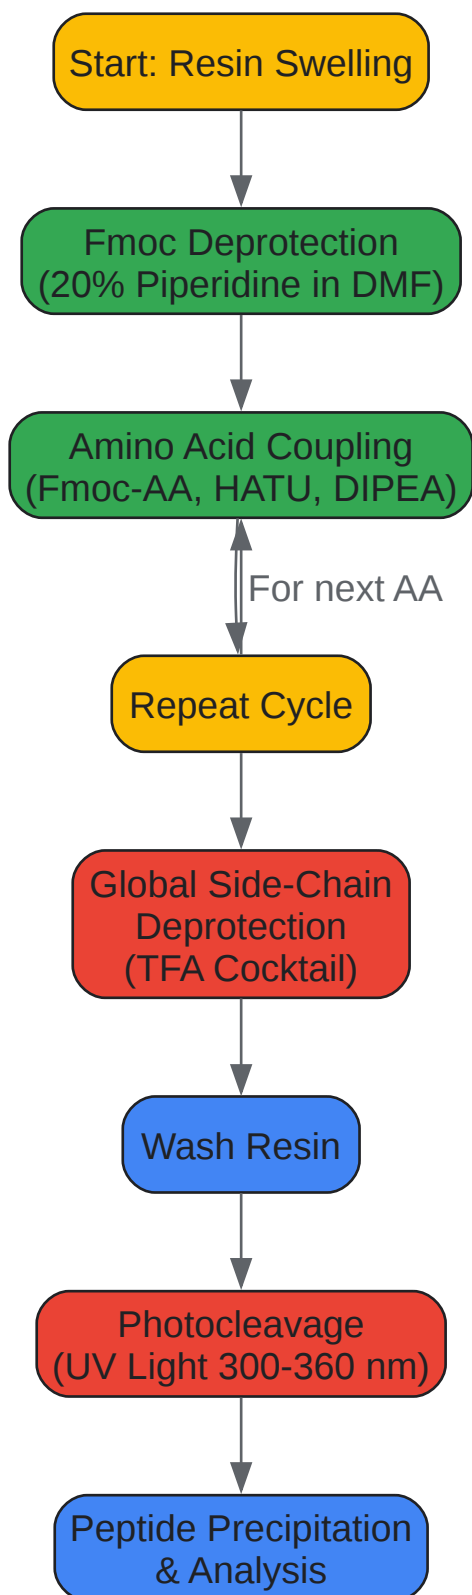 Start: Resin Swelling
Fmoc Deprotection
(20% Piperidine in DMF)
Amino Acid Coupling
(Fmoc-AA, HATU, DIPEA)
For next AA
Repeat Cycle
Global Side-Chain
Deprotection
(TFA Cocktail)
Wash Resin
Photocleavage
(UV Light 300-360 nm)
Peptide Precipitation
& Analysis